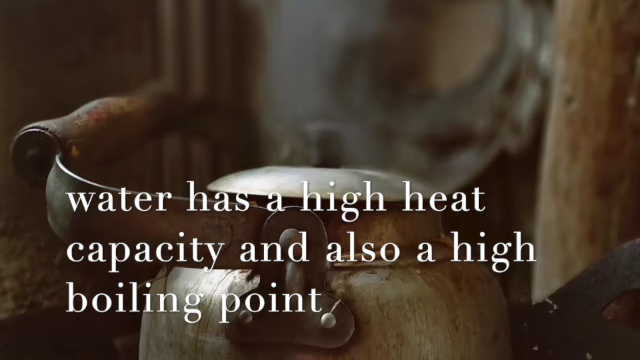 water has a high heat
capacity and also a high
boiling point